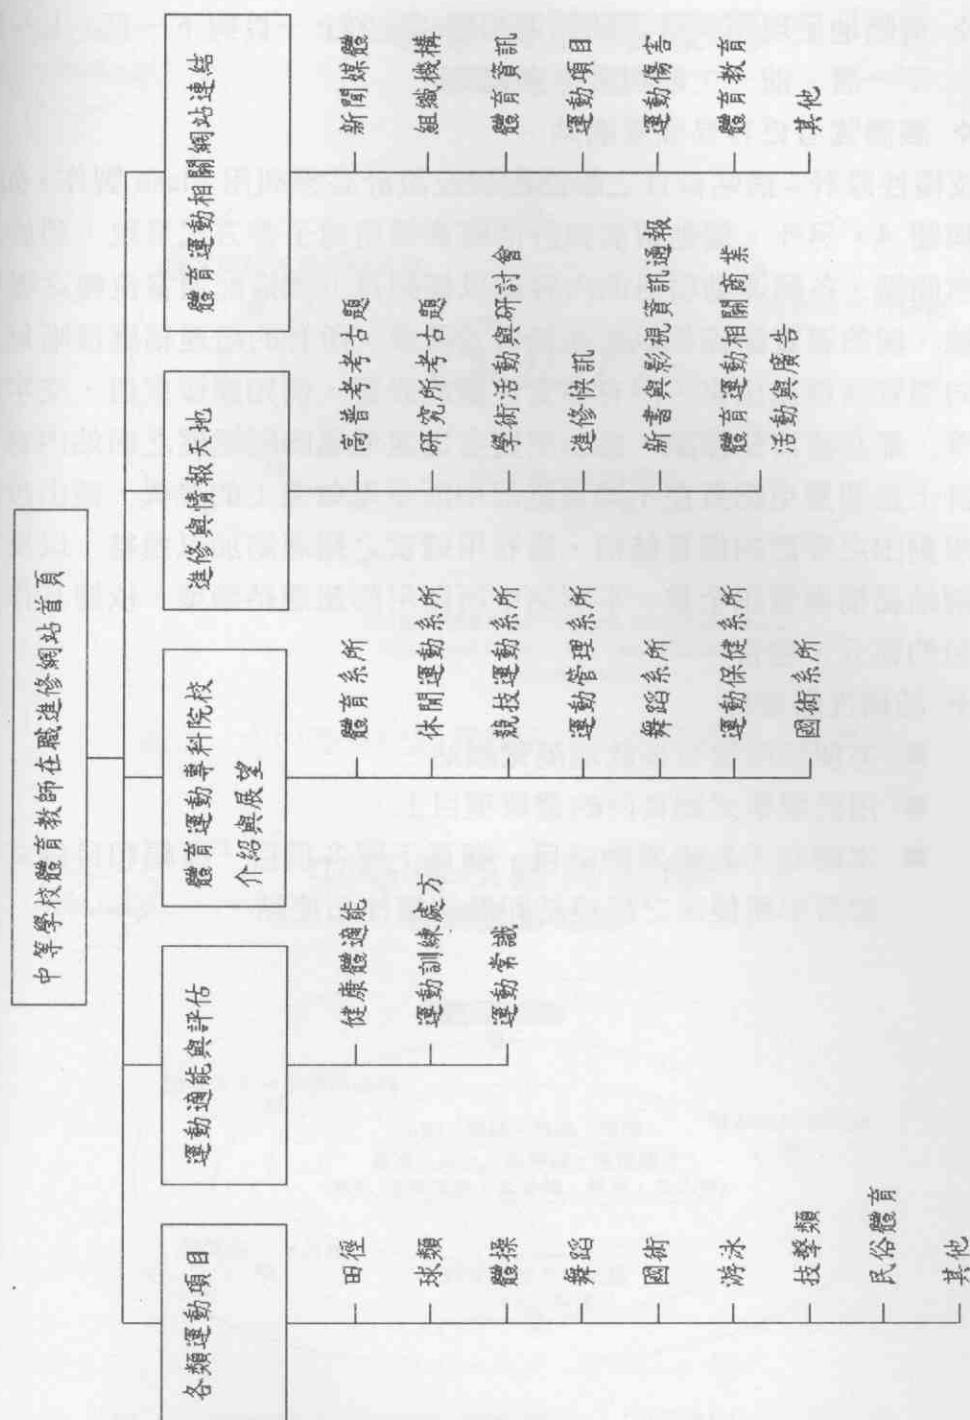 中等學校體育教師在職進修網站首頁
各類運動項目
田徑
球類
體操
舞蹈
國術
游泳
技擊類
民俗體育
其他
運動適能與評估
健康體適能
運動訓練處方
運動常識
體育運動專科院校
介紹與展望
體育系所
休閒運動系所
競技運動系所
運動管理系所
舞蹈系所
運動保健系所
國術系所
進修與情報天地
高普考考古題
研究所考古題
學術活動與研討會
進修快訊
新書與影視資訊通報
體育運動相關商業
活動與廣告
體育運動相關網站連結
新聞媒體
組織機構
體育資訊
運動項目
運動傷害
體育教育
其他